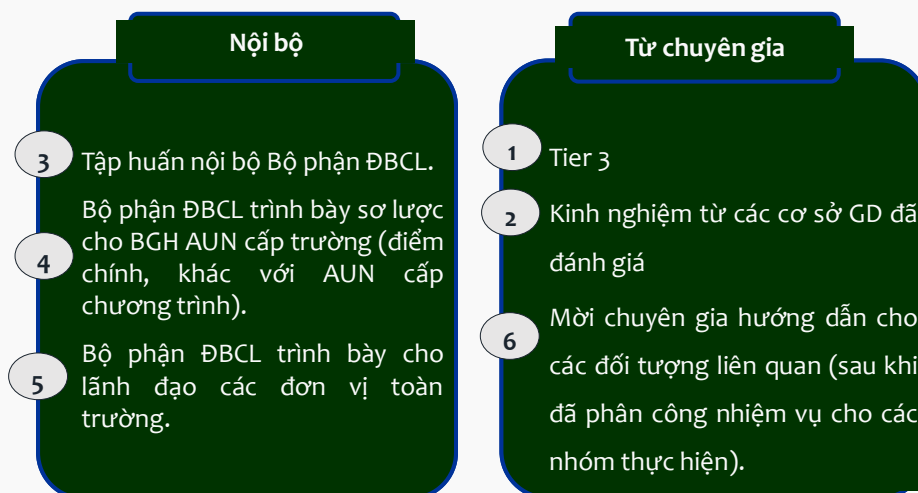 Nội bộ
3
Tập huấn nội bộ Bộ phận ĐBCL.
Bộ phận ĐBCL trình bày sơ lược
4
cho BGH AUN cấp trường (điểm
chính, khác với AUN cấp
chương trình).
5
Bộ phận ĐBCL trình bày cho
lãnh đạo các đơn vị toàn
trường.
Từ chuyên gia
1
Tier 3
2
Kinh nghiệm từ các cơ sở GD đã
đánh giá
6
Mời chuyên gia hướng dẫn cho
các đối tượng liên quan (sau khi
đã phân công nhiệm vụ cho các
nhóm thực hiện).